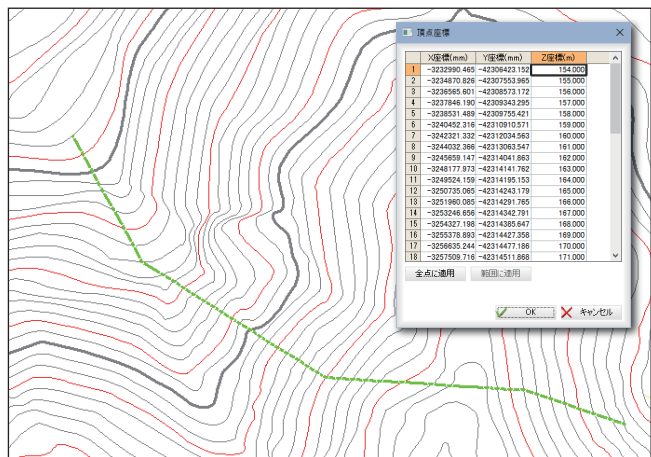 頂点座標
X座標(mm) Y座標(mm) Z座標(m)
1 -3232990.465 -42306423.152 154.000
2 -3234870.826 -42307553.965 155.000
3 -3236565.601 -42308573.172 156.000
4 -3237846.190 -42309343.295 157.000
5 -3238531.489 -42309755.421 158.000
6 -3240452.316 -42310910.571 159.000
7 -3242321.332 -42312034.563 160.000
8 -3244032.366 -42313063.547 161.000
9 -3245659.147 -42314041.863 162.000
10 -3248177.973 -42314141.762 163.000
11 -3249524.159 -42314195.153 164.000
12 -3250735.065 -42314243.179 165.000
13 -3251960.085 -42314291.765 166.000
14 -3253246.656 -42314342.791 167.000
15 -3254327.198 -42314385.647 168.000
16 -3255378.893 -42314427.358 169.000
17 -3256635.244 -42314477.186 170.000
18 -3257509.716 -42314511.868 171.000
全点に適用 範囲に適用
OK キャンセル